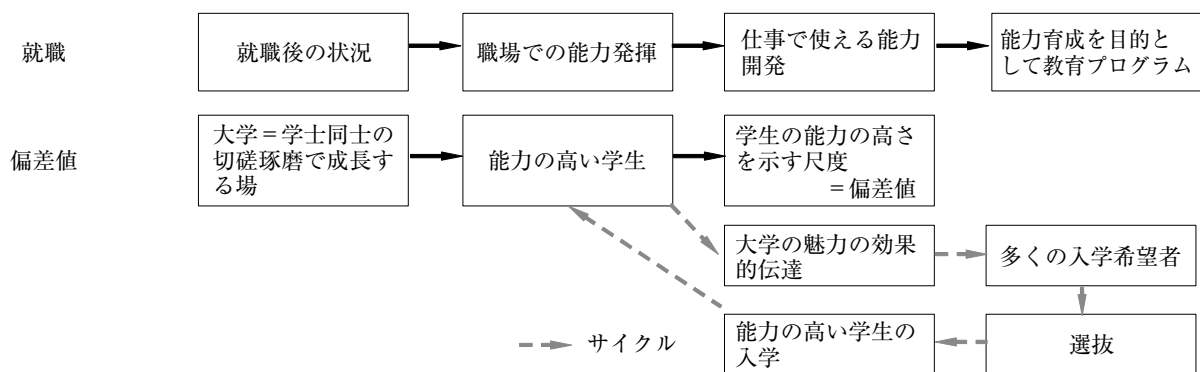 就職
就職後の状況
職場での能力発揮
仕事で使える能力
開発
能力育成を目的と
して教育プログラム
偏差値
大学＝学士同士の
切磋琢磨で成長す
る場
能力の高い学生
学生の能力の高さ
を示す尺度
＝偏差値
大学の魅力の効果
的伝達
多くの入学希望者
サイクル
能力の高い学生の
入学
選抜